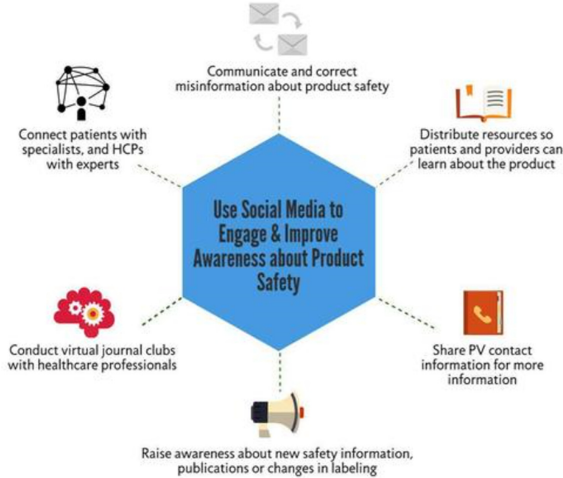 Communicate and correct
misinformation about product safety
Connect patients with
specialists, and HCPs
with experts
Distribute resources so
patients and providers can
learn about the product
Use Social Media to
Engage & Improve
Awareness about Product
Safety
Conduct virtual journal clubs
with healthcare professionals
Share PV contact
information for more
information
Raise awareness about new safety information,
publications or changes in labeling